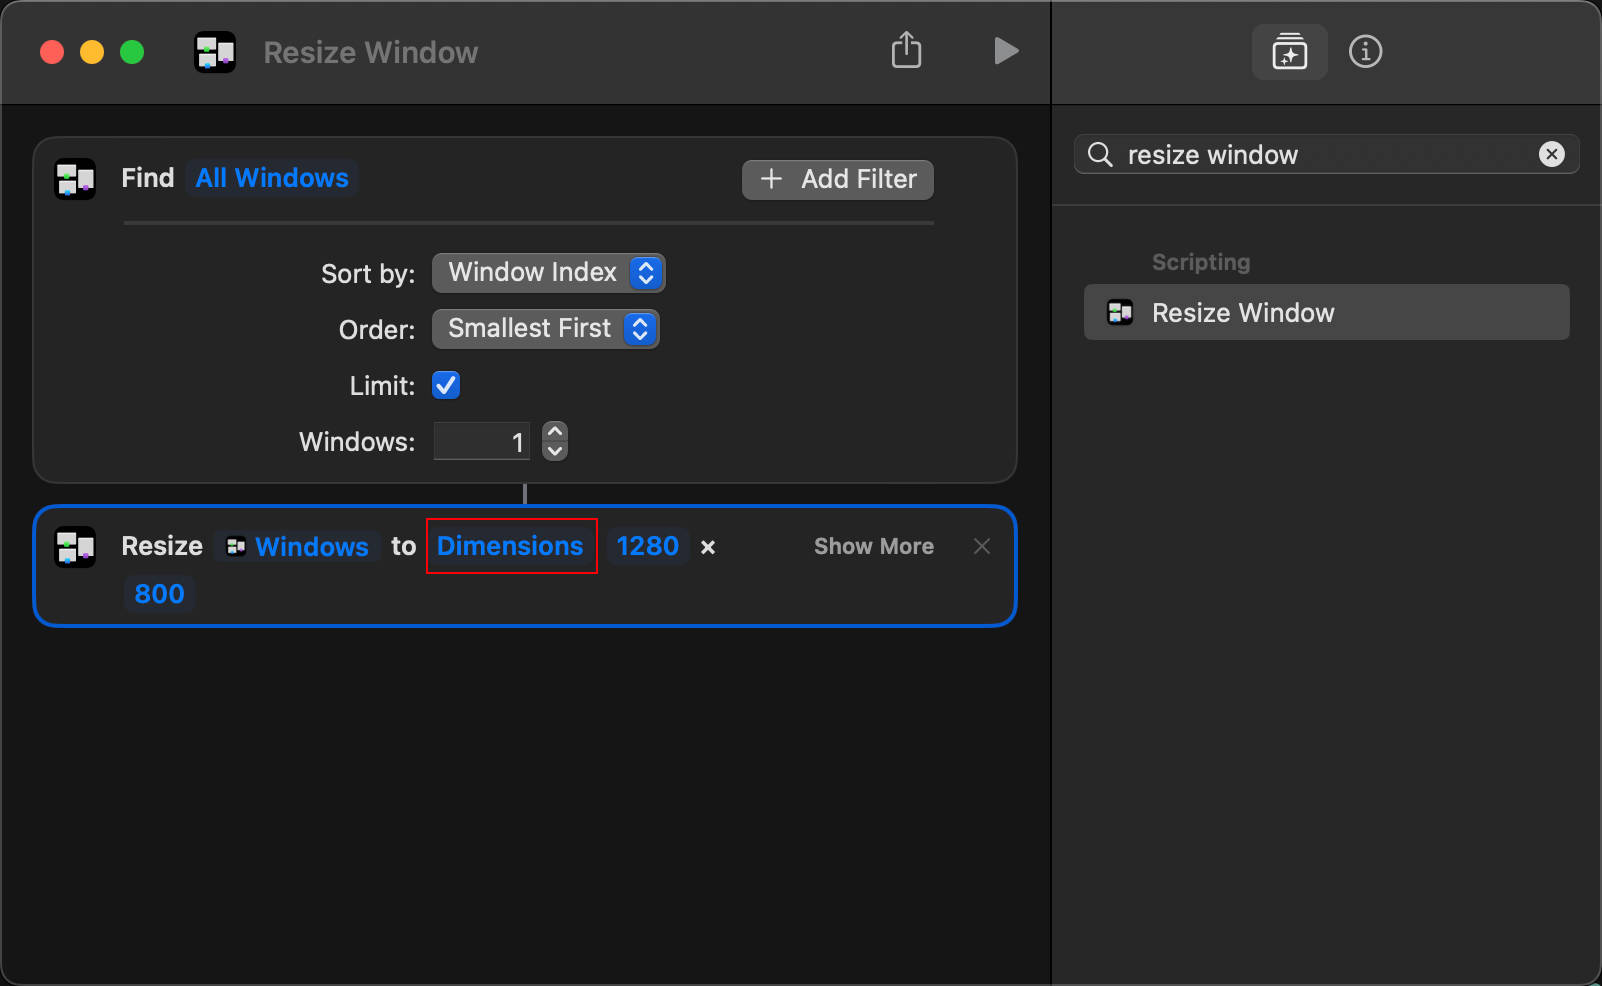 Resize Window
Find All Windows
Add Filter
Sort by: Window Index
Order: Smallest First
Limit:
Windows: 1
Resize Windows to Dimensions 1280 ×
800
Show More
resize window
Scripting
Resize Window